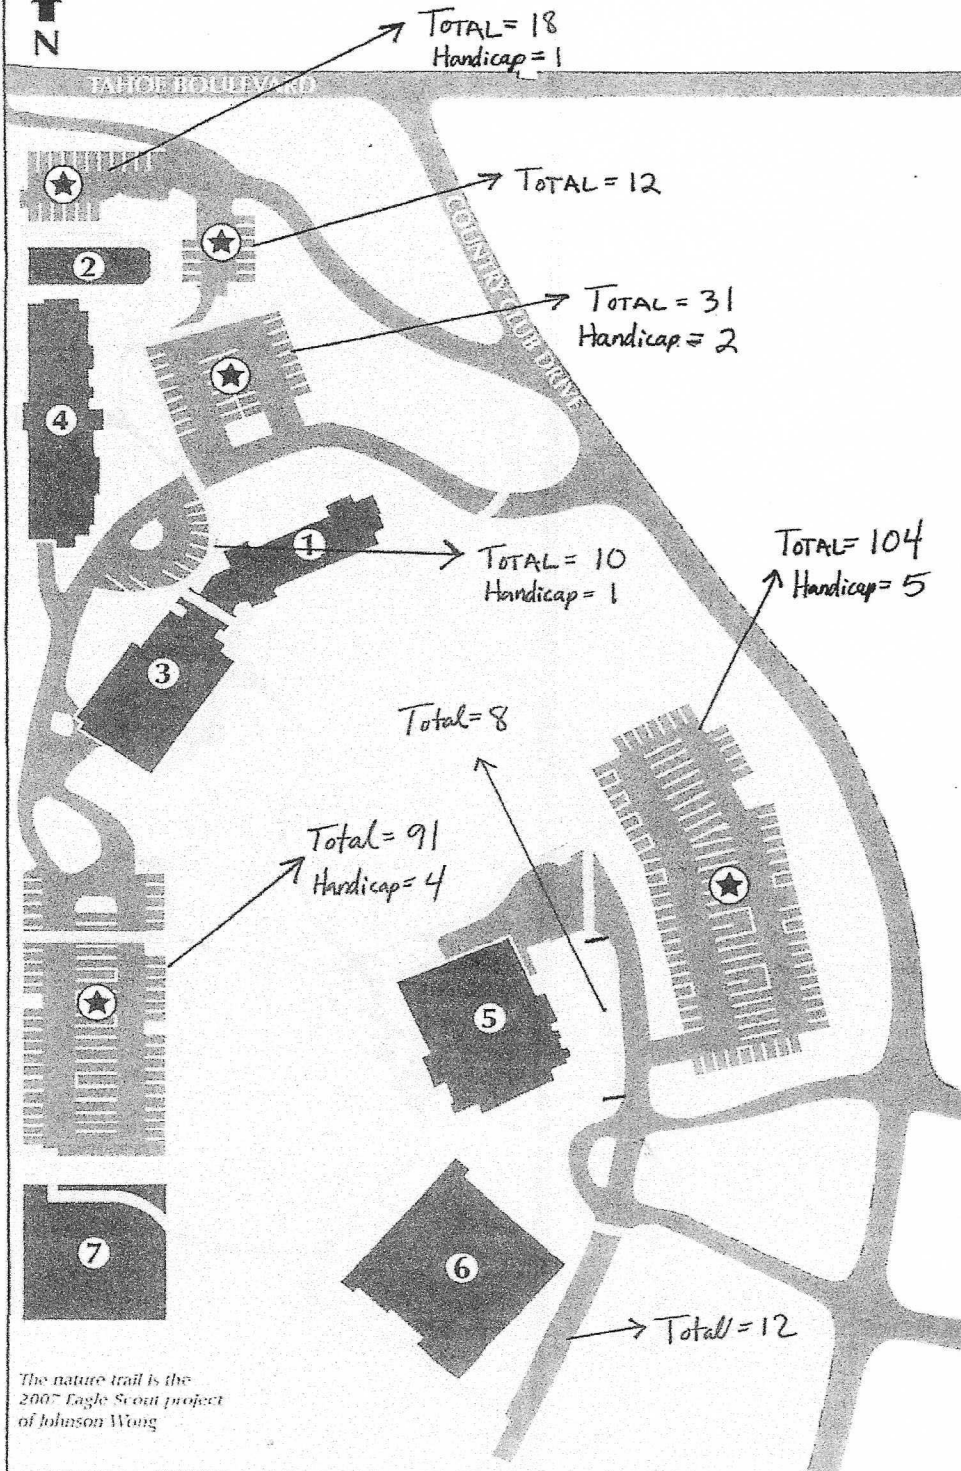 N
TOTAL = 18
Handicap = 1
TAHOE BOULEVARD
TOTAL = 12
COUNTRY CLUB DRIVE
2
TOTAL = 31
Handicap = 2
4
1
TOTAL = 10
Handicap = 1
TOTAL = 104
Handicap = 5
3
Total = 8
Total = 91
Handicap = 4
5
7
6
Total = 12
The nature trail is the
2007 Eagle Scout project
of Johnson Wong